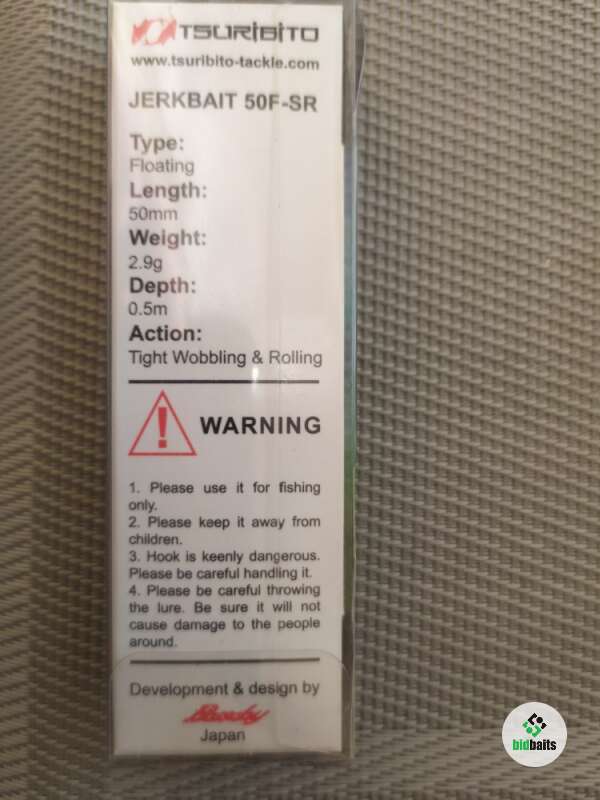 TSURIBITO
www.tsuribito-tackle.com
JERKBAIT 50F-SR
Type:
Floating
Length:
50mm
Weight:
2.9g
Depth:
0.5m
Action:
Tight Wobbling & Rolling
WARNING
1. Please use it for fishing
only.
2. Please keep it away from
children.
3. Hook is keenly dangerous.
Please be careful handling it.
4. Please be careful throwing
the lure. Be sure it will not
cause damage to the people
around.
Development & design by
Japan
bidbaits